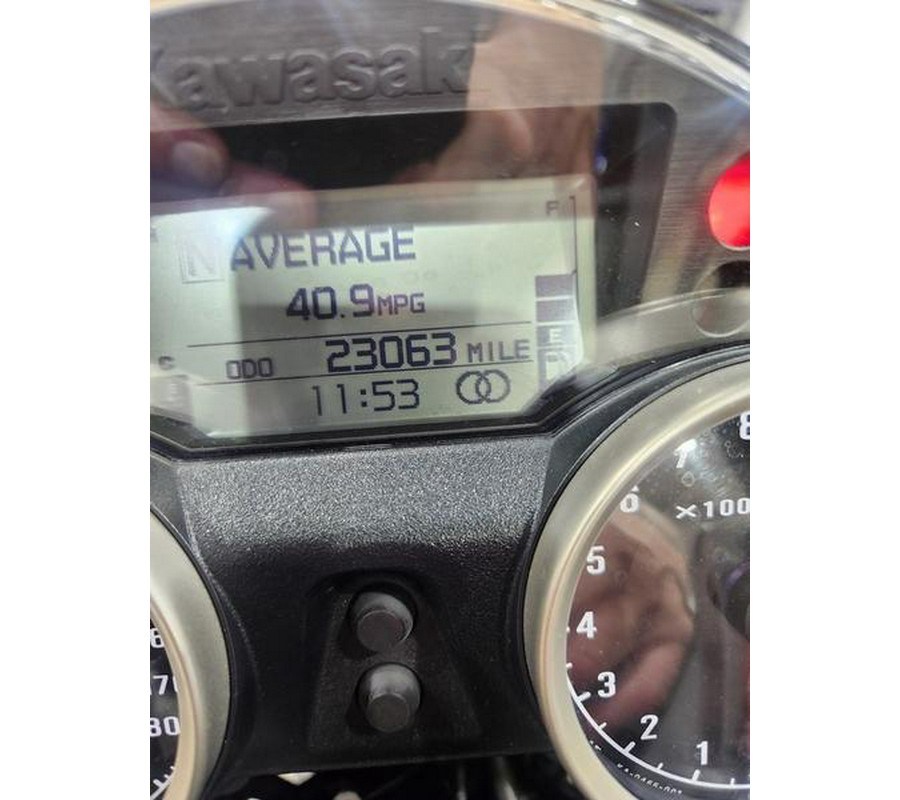 Kawasaki
F
N AVERAGE
40.9MPG
E
ODO 23063 MILE
11:53
8
7
6
×100
5
4
3
2
1